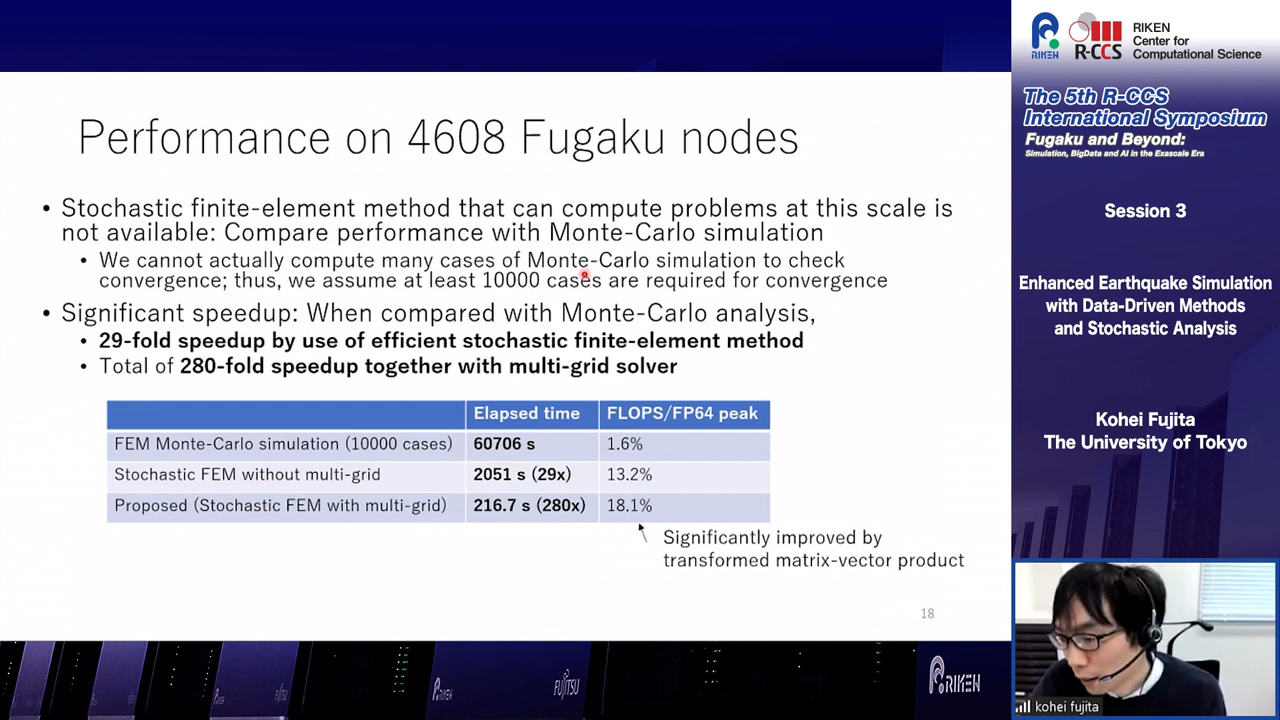 Performance on 4608 Fugaku nodes
• Stochastic finite-element method that can compute problems at this scale is
not available: Compare performance with Monte-Carlo simulation
• We cannot actually compute many cases of Monte-Carlo simulation to check
convergence; thus, we assume at least 10000 cases are required for convergence
• Significant speedup: When compared with Monte-Carlo analysis,
• 29-fold speedup by use of efficient stochastic finite-element method
• Total of 280-fold speedup together with multi-grid solver
Elapsed time FLOPS/FP64 peak
FEM Monte-Carlo simulation (10000 cases) 60706 s 1.6%
Stochastic FEM without multi-grid 2051 s (29x) 13.2%
Proposed (Stochastic FEM with multi-grid) 216.7 s (280x) 18.1%
Significantly improved by
transformed matrix-vector product
18
FUJITSU
RIKEN
RIKEN
R-CCS
RIKEN
Center for
Computational Science
The 5th R-CCS
International Symposium
Fugaku and Beyond:
Simulation, BigData and AI in the Exascale Era
Session 3
Enhanced Earthquake Simulation
with Data-Driven Methods
and Stochastic Analysis
Kohei Fujita
The University of Tokyo
kohei fujita